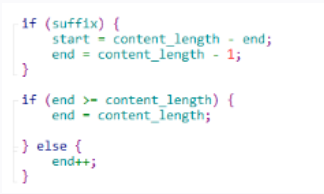 if (suffix) {
start = content_length - end;
end = content_length - 1;
}
if (end >= content_length) {
end = content_length;
} else {
end++;
}